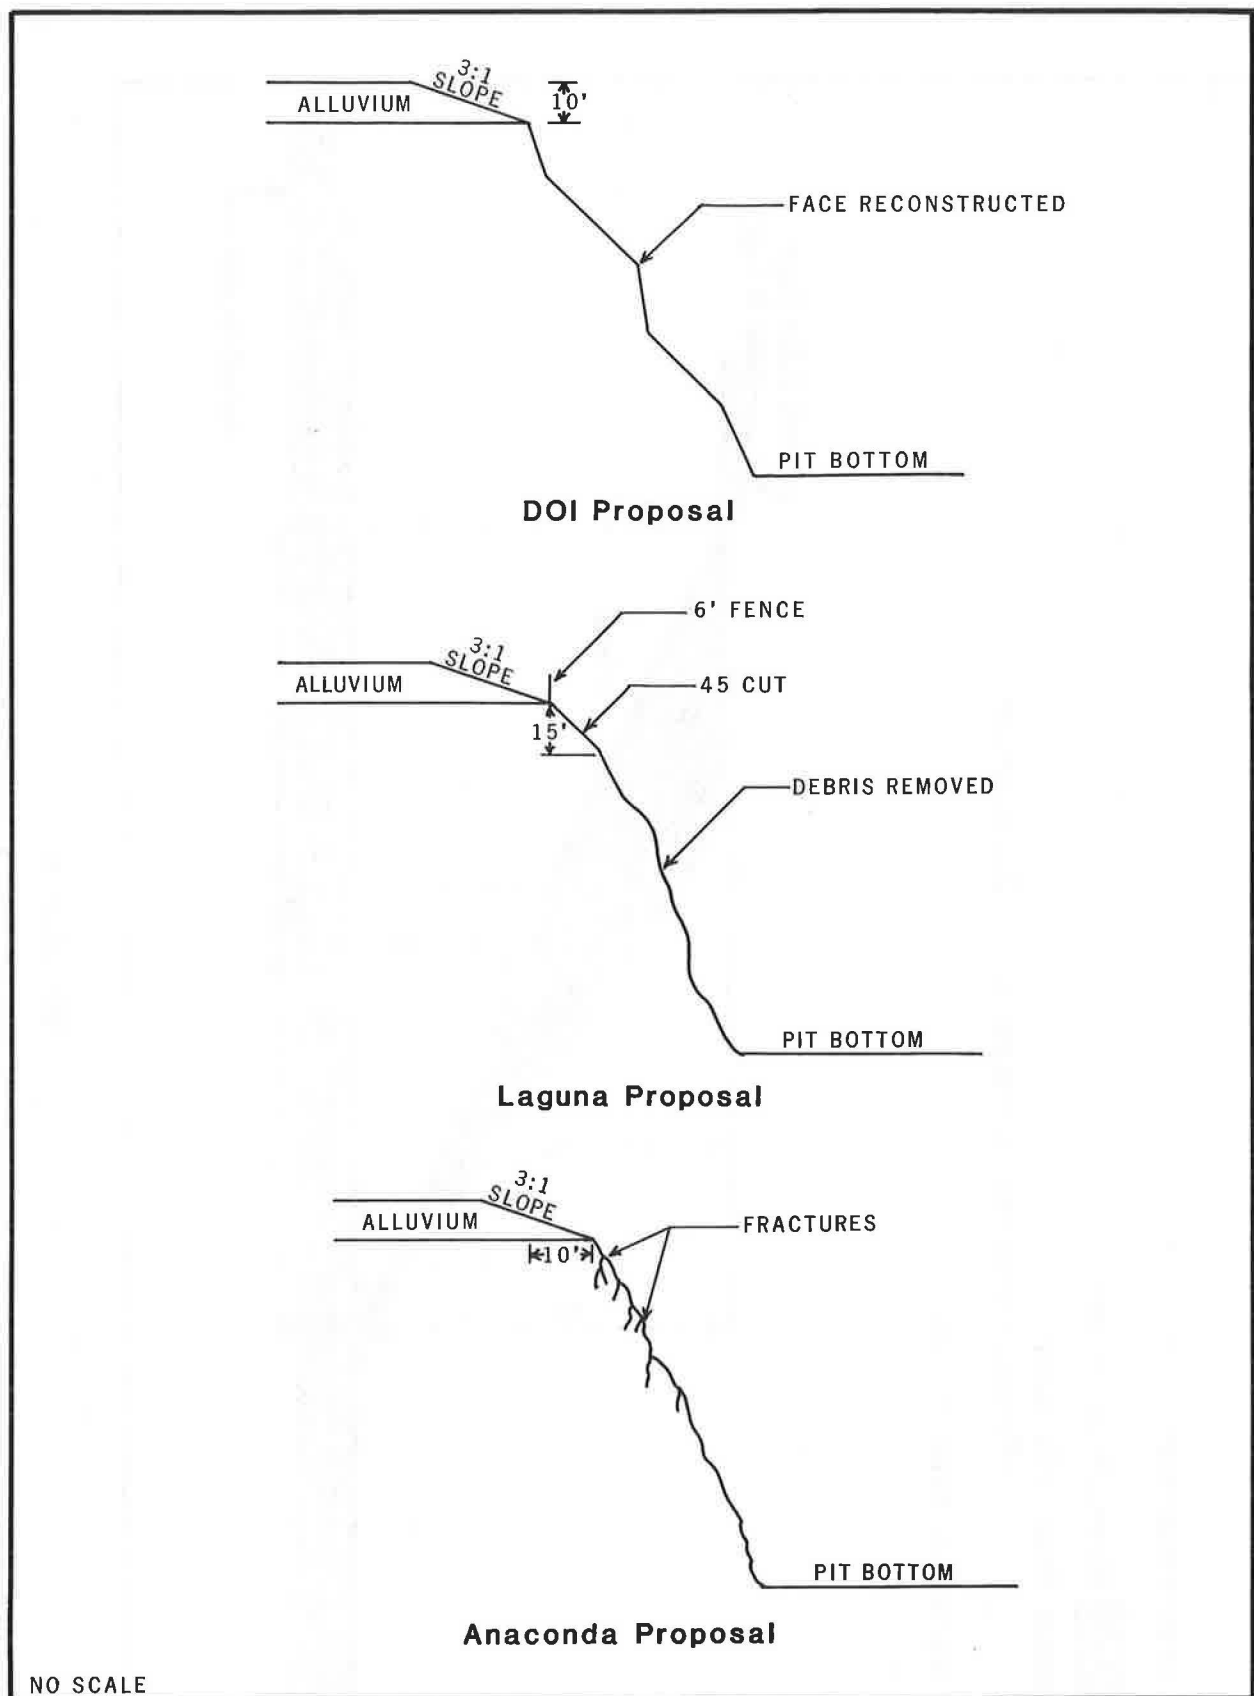 3:1
SLOPE
10'
ALLUVIUM
FACE RECONSTRUCTED
PIT BOTTOM
DOI Proposal
6' FENCE
3:1
SLOPE
ALLUVIUM
45 CUT
15'
DEBRIS REMOVED
PIT BOTTOM
Laguna Proposal
3:1
SLOPE
ALLUVIUM
FRACTURES
10'
PIT BOTTOM
Anaconda Proposal
NO SCALE